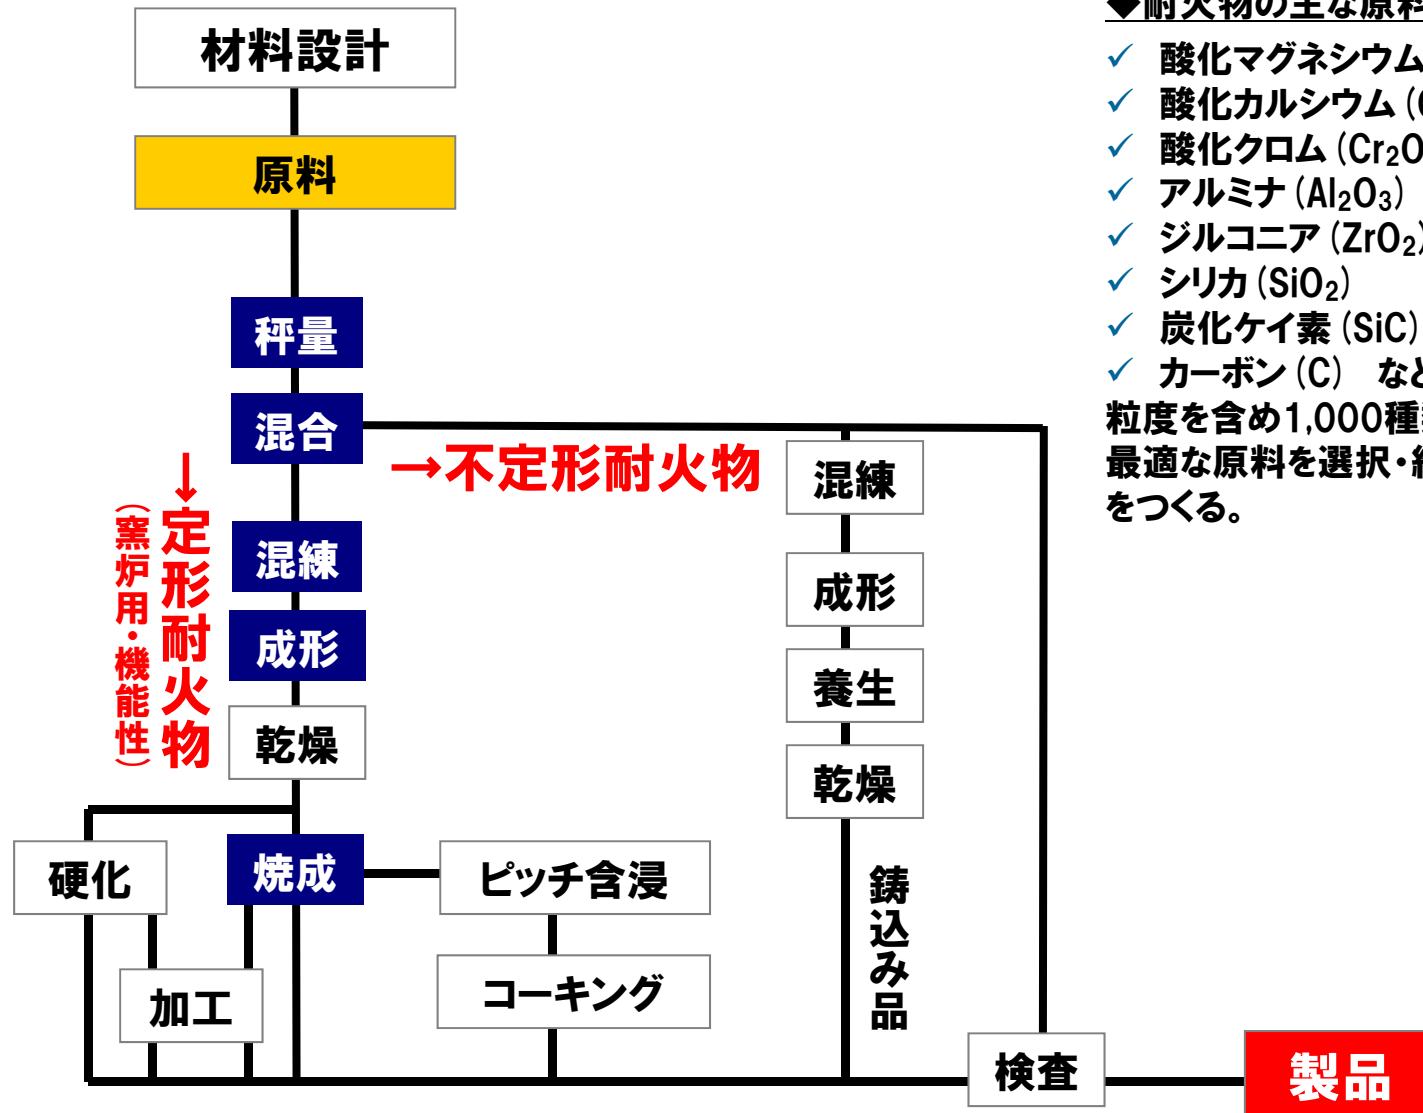 材料設計
原料
秤量
混合
→不定形耐火物
→定形耐火物
(窯炉用・機能性)
混練
成形
乾燥
硬化
焼成
ピッチ含浸
加工
コーキング
混練
成形
養生
乾燥
鋳込み品
検査
製品
◆耐火物の主な原料
✓ 酸化マグネシウム
✓ 酸化カルシウム(
✓ 酸化クロム(Cr₂O
✓ アルミナ(Al₂O₃)
✓ ジルコニア(ZrO₂)
✓ シリカ(SiO₂)
✓ 炭化ケイ素(SiC)
✓ カーボン(C) など
粒度を含め1,000種
最適な原料を選択・
をつくる。